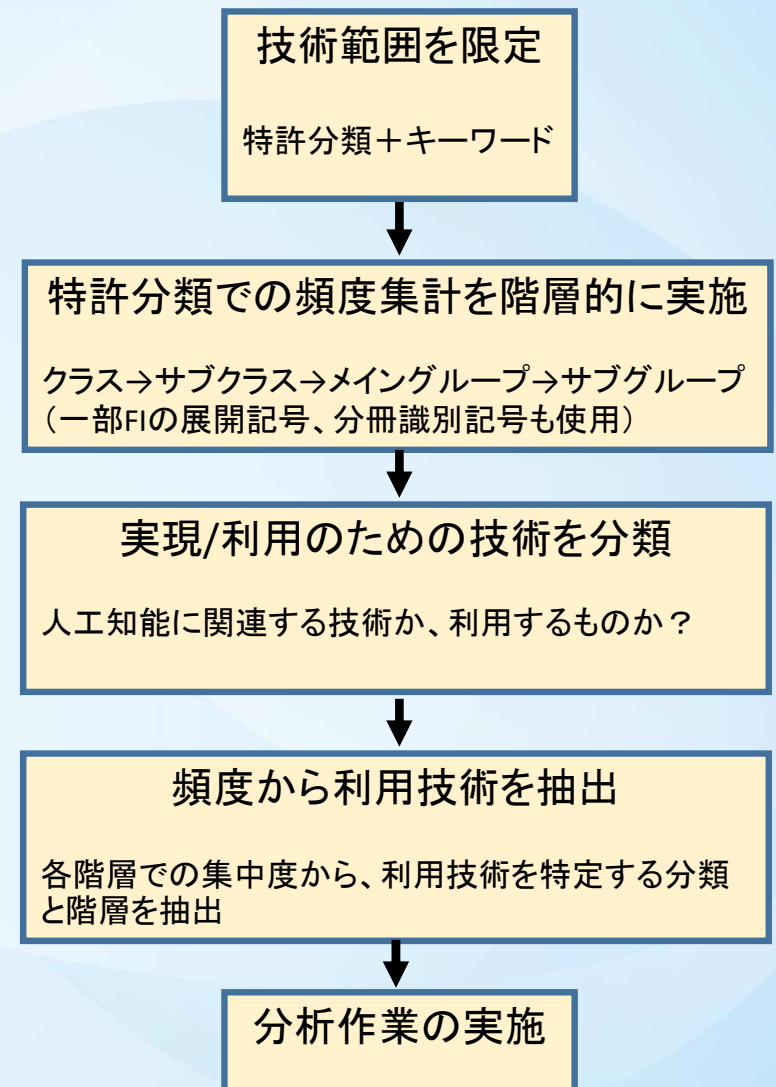 技術範囲を限定
特許分類＋キーワード
特許分類での頻度集計を階層的に実施
クラス→サブクラス→メイングループ→サブグループ
（一部FIの展開記号、分冊識別記号も使用）
実現/利用のための技術を分類
人工知能に関連する技術か、利用するものか？
頻度から利用技術を抽出
各階層での集中度から、利用技術を特定する分類
と階層を抽出
分析作業の実施